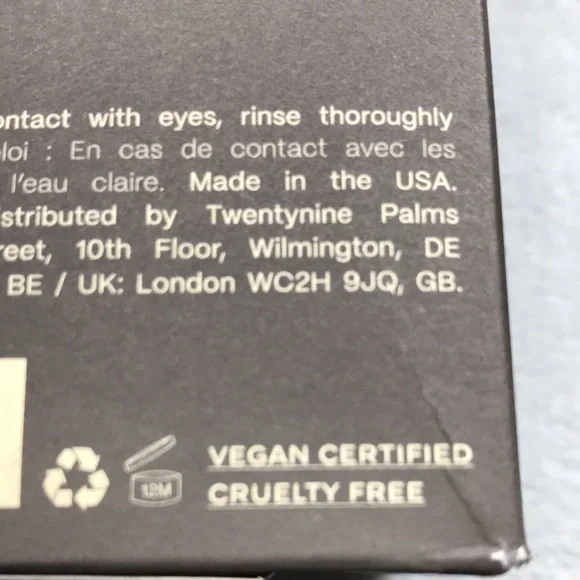 ontact with eyes, rinse thoroughly
loi : En cas de contact avec les
l'eau claire. Made in the USA.
istributed by Twentynine Palms
reet, 10th Floor, Wilmington, DE
BE / UK: London WC2H 9JQ, GB.
12M
VEGAN CERTIFIED
CRUELTY FREE